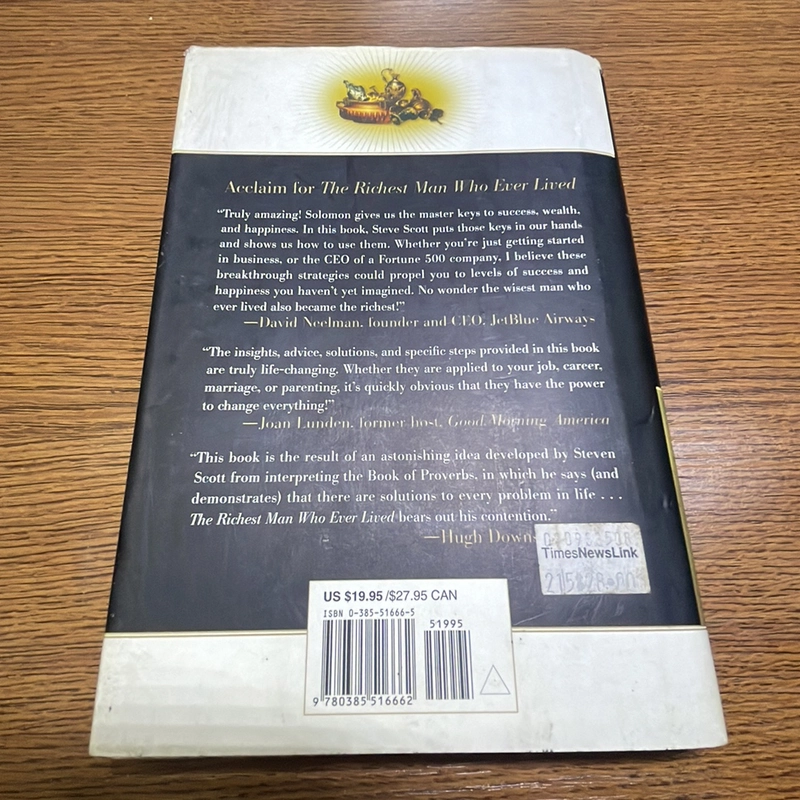 Acclaim for The Richest Man Who Ever Lived
“Truly amazing! Solomon gives us the master keys to success, wealth,
and happiness. In this book, Steve Scott puts those keys in our hands
and shows us how to use them. Whether you’re just getting started
in business, or the CEO of a Fortune 500 company, I believe these
breakthrough strategies could propel you to levels of success and
happiness you haven’t yet imagined. No wonder the wisest man who
ever lived also became the richest!”
—David Neelman, founder and CEO, JetBlue Airways
“The insights, advice, solutions, and specific steps provided in this book
are truly life-changing. Whether they are applied to your job, career,
marriage, or parenting, it’s quickly obvious that they have the power
to change everything!”
—Joan Lunden, former host, Good Morning America
“This book is the result of an astonishing idea developed by Steven
Scott from interpreting the Book of Proverbs, in which he says (and
demonstrates) that there are solutions to every problem in life . . .
The Richest Man Who Ever Lived bears out his contention.”
—Hugh Downs
TimesNewsLink
US $19.95/$27.95 CAN
ISBN 0-385-51666-5
51995
9 780385 516662